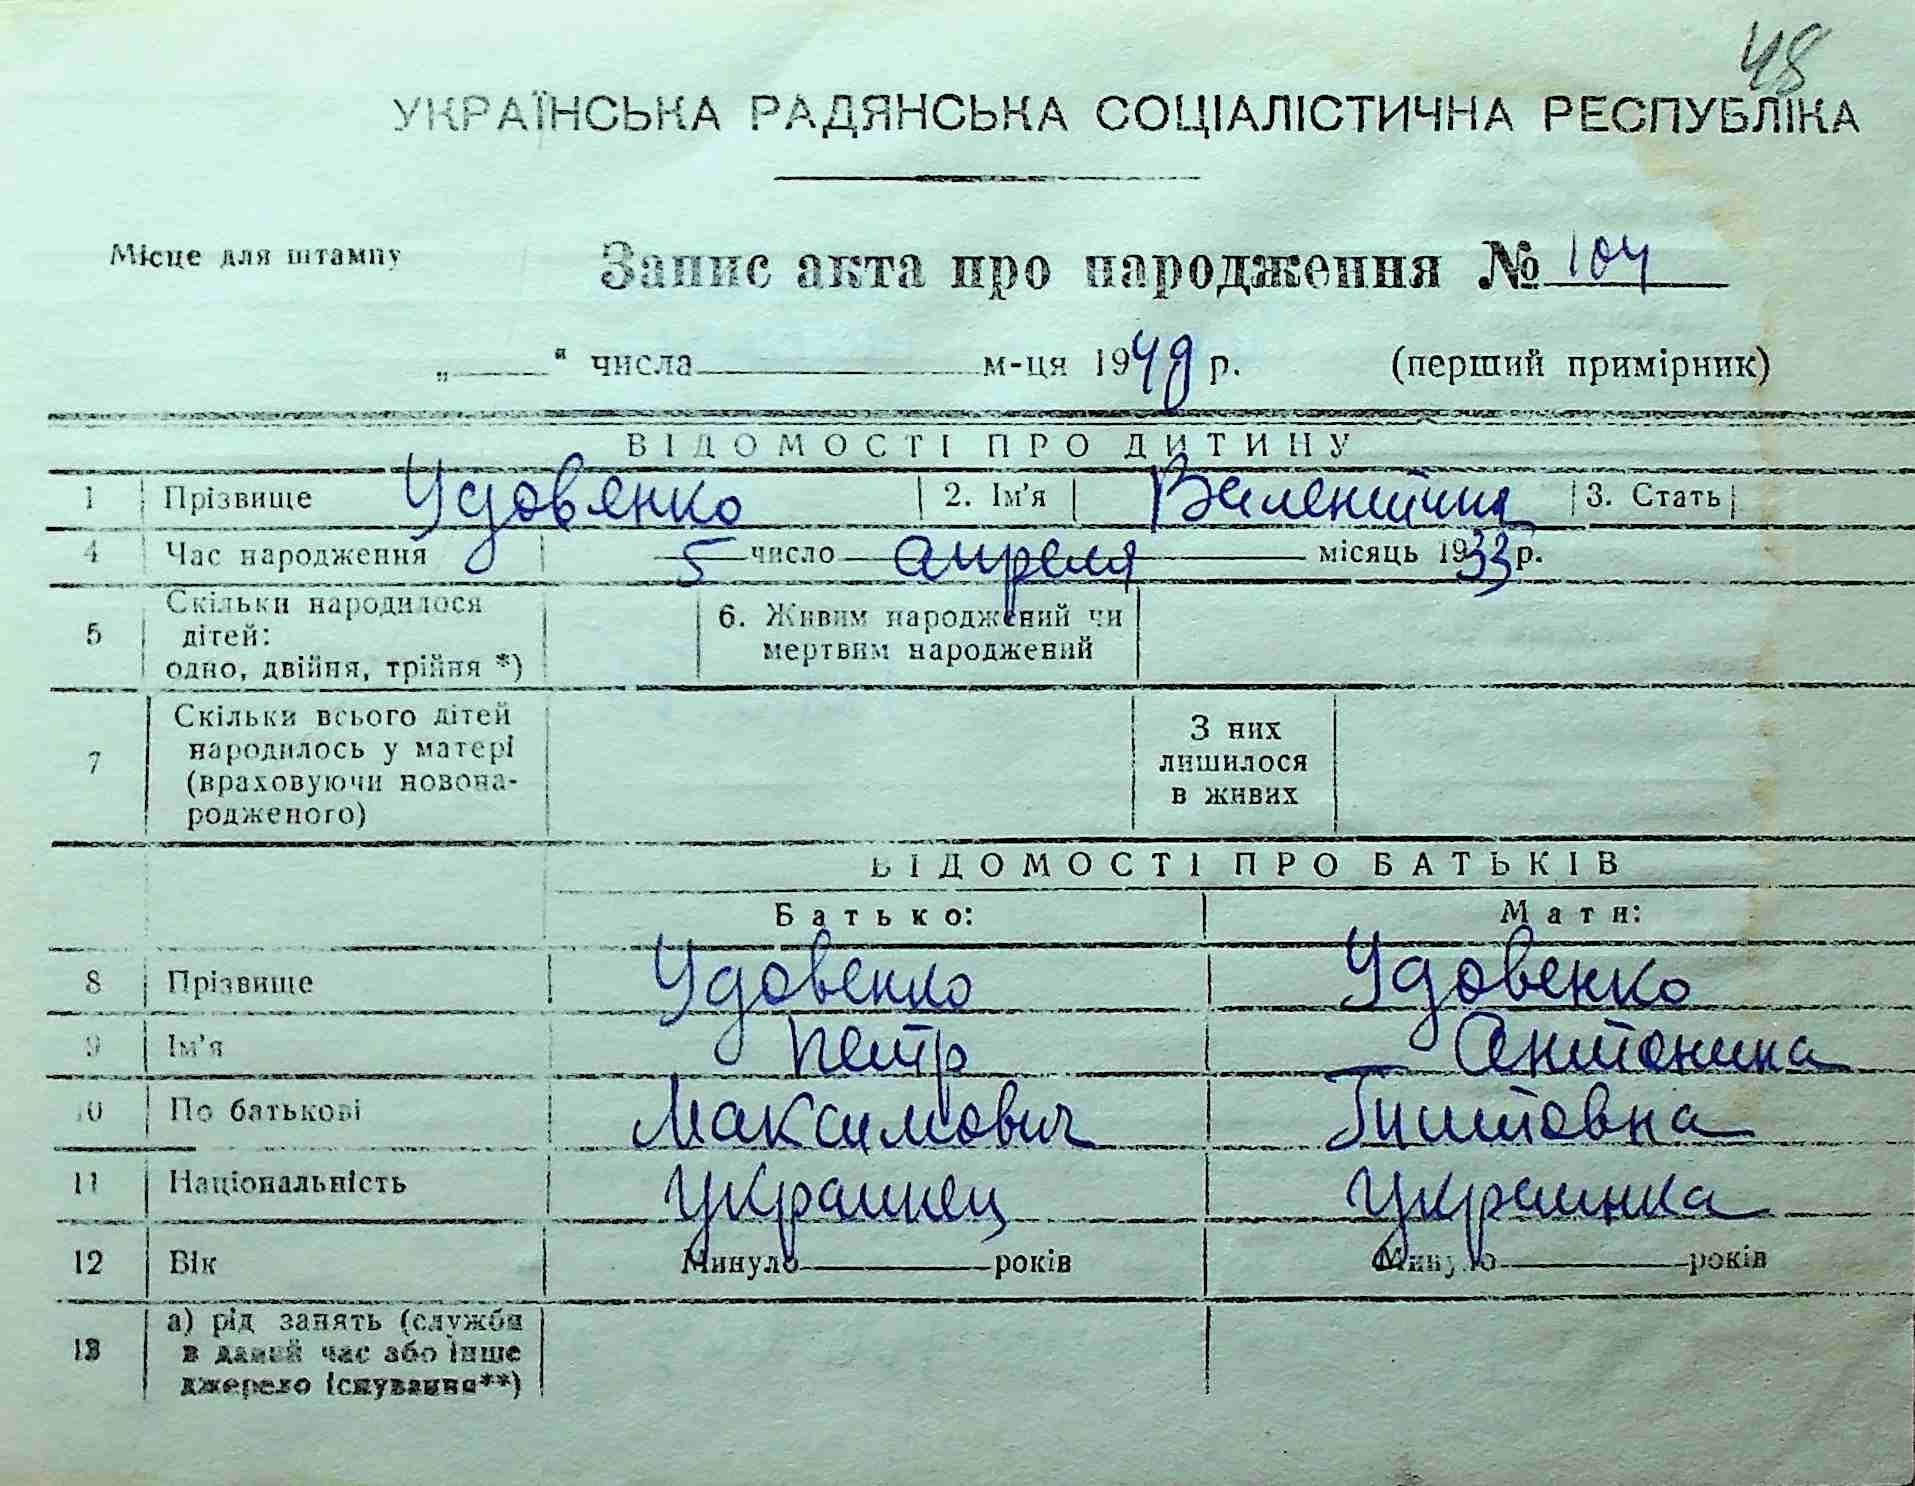 48
УКРАЇНСЬКА РАДЯНСЬКА СОЦІАЛІСТИЧНА РЕСПУБЛІКА
Місце для штампу
Запис акта про народження № 104
„ “ числа м-ця 1949 р. (перший примірник)
ВІДОМОСТІ ПРО ДИТИНУ
1 Прізвище Удовенко 2. Ім’я Валентина 3. Стать
4 Час народження 5 число апреля місяць 1933 р.
5 Скільки народилося дітей: одно, двійня, трійня *) 6. Живим народжений чи мертвим народжений
7 Скільки всього дітей народилось у матері (враховуючи новонародженого) З них лишилося в живих
ВІДОМОСТІ ПРО БАТЬКІВ
Батько: Мати:
8 Прізвище Удовенко Удовенко
9 Ім’я Петр Антонина
10 По батькові Максимович Титовна
11 Національність Украинец Украинка
12 Вік Минуло років Минуло років
13 а) рід занять (служба в даний час або інше джерело існування**)